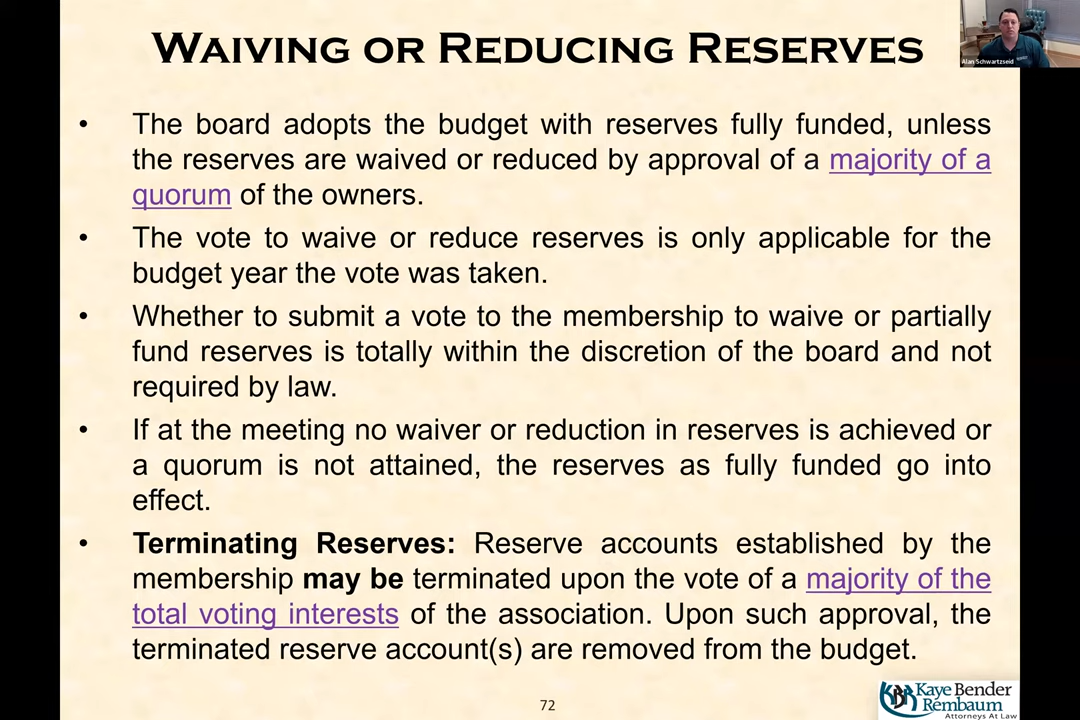 WAIVING OR REDUCING RESERVES
Alan Schwartzseid
• The board adopts the budget with reserves fully funded, unless
the reserves are waived or reduced by approval of a majority of a
quorum of the owners.
• The vote to waive or reduce reserves is only applicable for the
budget year the vote was taken.
• Whether to submit a vote to the membership to waive or partially
fund reserves is totally within the discretion of the board and not
required by law.
• If at the meeting no waiver or reduction in reserves is achieved or
a quorum is not attained, the reserves as fully funded go into
effect.
• Terminating Reserves: Reserve accounts established by the
membership may be terminated upon the vote of a majority of the
total voting interests of the association. Upon such approval, the
terminated reserve account(s) are removed from the budget.
72
KBR Kaye Bender
Rembaum
Attorneys At Law